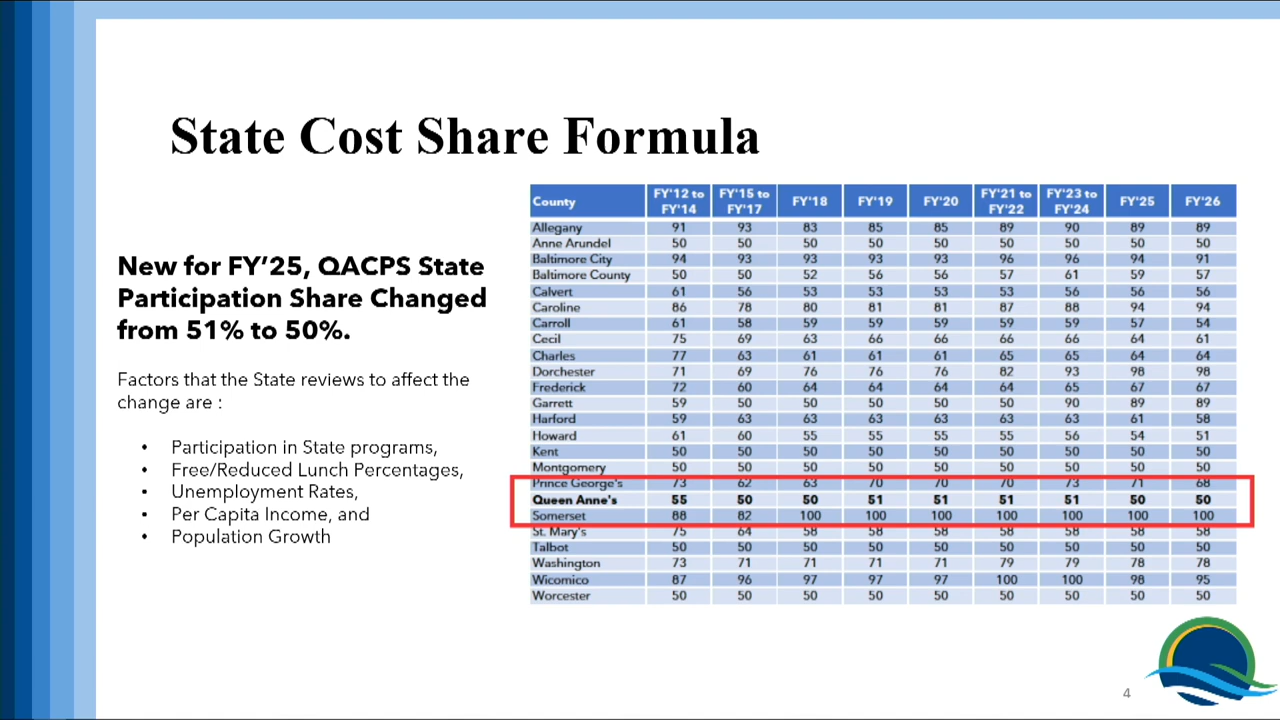 State Cost Share Formula
New for FY’25, QACPS State
Participation Share Changed
from 51% to 50%.
Factors that the State reviews to affect the
change are :
• Participation in State programs,
• Free/Reduced Lunch Percentages,
• Unemployment Rates,
• Per Capita Income, and
• Population Growth
County FY'12 to FY'14 FY'15 to FY'17 FY'18 FY'19 FY'20 FY'21 to FY'22 FY'23 to FY'24 FY'25 FY'26
Allegany 91 93 83 85 85 89 90 89 89
Anne Arundel 50 50 50 50 50 50 50 50 50
Baltimore City 94 93 93 93 93 96 96 94 91
Baltimore County 50 50 52 56 56 57 61 59 57
Calvert 61 56 53 53 53 53 56 56 56
Caroline 86 78 80 81 81 87 88 94 94
Carroll 61 58 59 59 59 59 59 57 54
Cecil 75 69 63 66 66 66 66 64 61
Charles 77 63 61 61 61 65 65 64 64
Dorchester 71 69 76 76 76 82 93 98 98
Frederick 72 60 64 64 64 64 65 67 67
Garrett 59 50 50 50 50 50 90 89 89
Harford 59 63 63 63 63 63 63 61 58
Howard 61 60 55 55 55 55 56 54 51
Kent 50 50 50 50 50 50 50 50 50
Montgomery 50 50 50 50 50 50 50 50 50
Prince George's 73 62 63 70 70 70 73 71 68
Queen Anne's 55 50 50 51 51 51 51 50 50
Somerset 88 82 100 100 100 100 100 100 100
St. Mary's 75 64 58 58 58 58 58 58 58
Talbot 50 50 50 50 50 50 50 50 50
Washington 73 71 71 71 71 79 79 78 78
Wicomico 87 96 97 97 97 100 100 98 95
Worcester 50 50 50 50 50 50 50 50 50
4